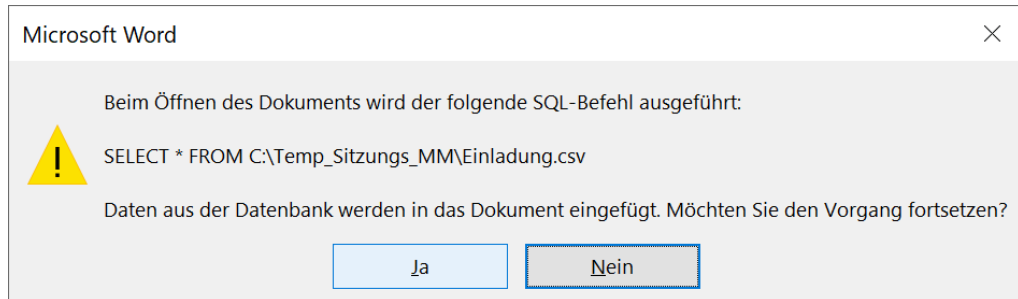 Microsoft Word
Beim Öffnen des Dokuments wird der folgende SQL-Befehl ausgeführt:
SELECT * FROM C:\Temp_Sitzungs_MM\Einladung.csv
Daten aus der Datenbank werden in das Dokument eingefügt. Möchten Sie den Vorgang fortsetzen?
Ja Nein